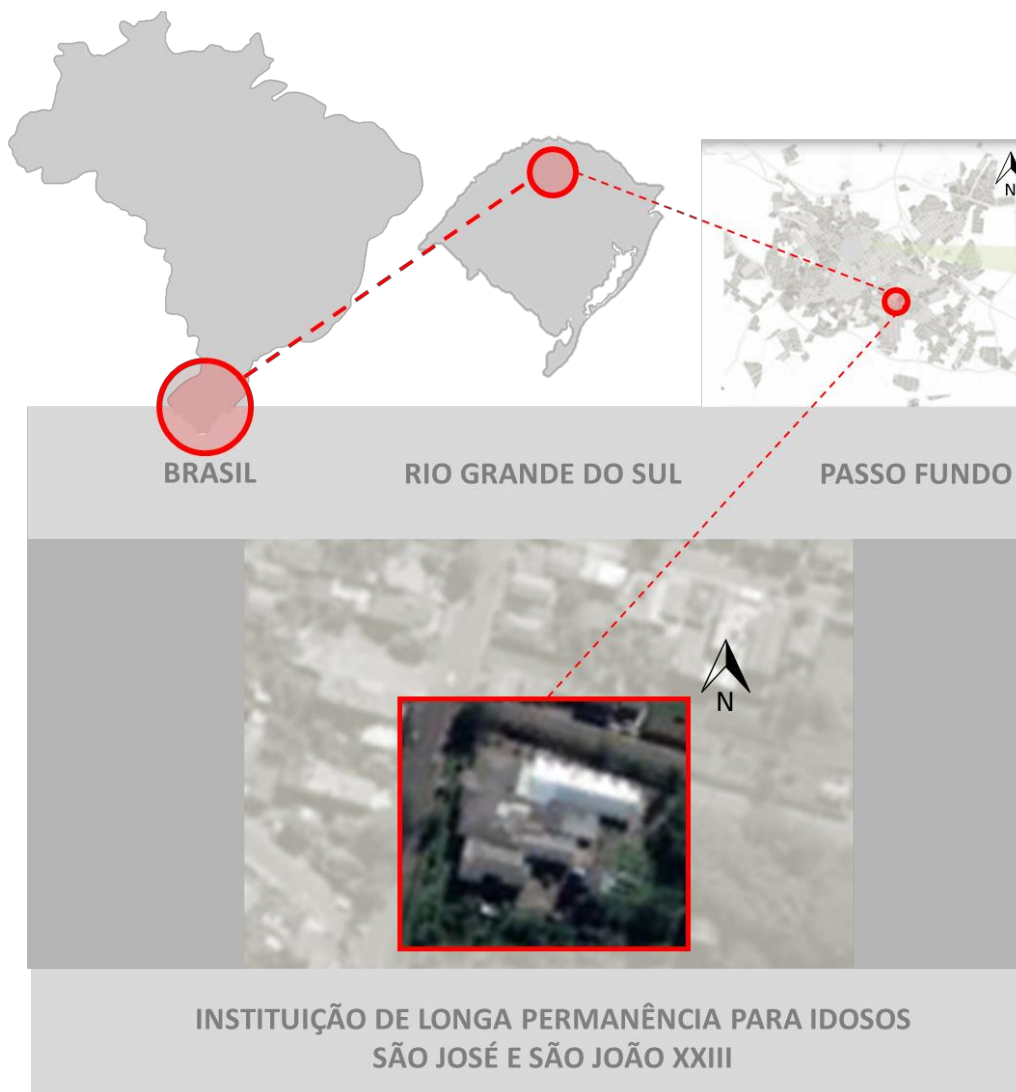 N
BRASIL
RIO GRANDE DO SUL
PASSO FUNDO
N
INSTITUIÇÃO DE LONGA PERMANÊNCIA PARA IDOSOS
SÃO JOSÉ E SÃO JOÃO XXIII